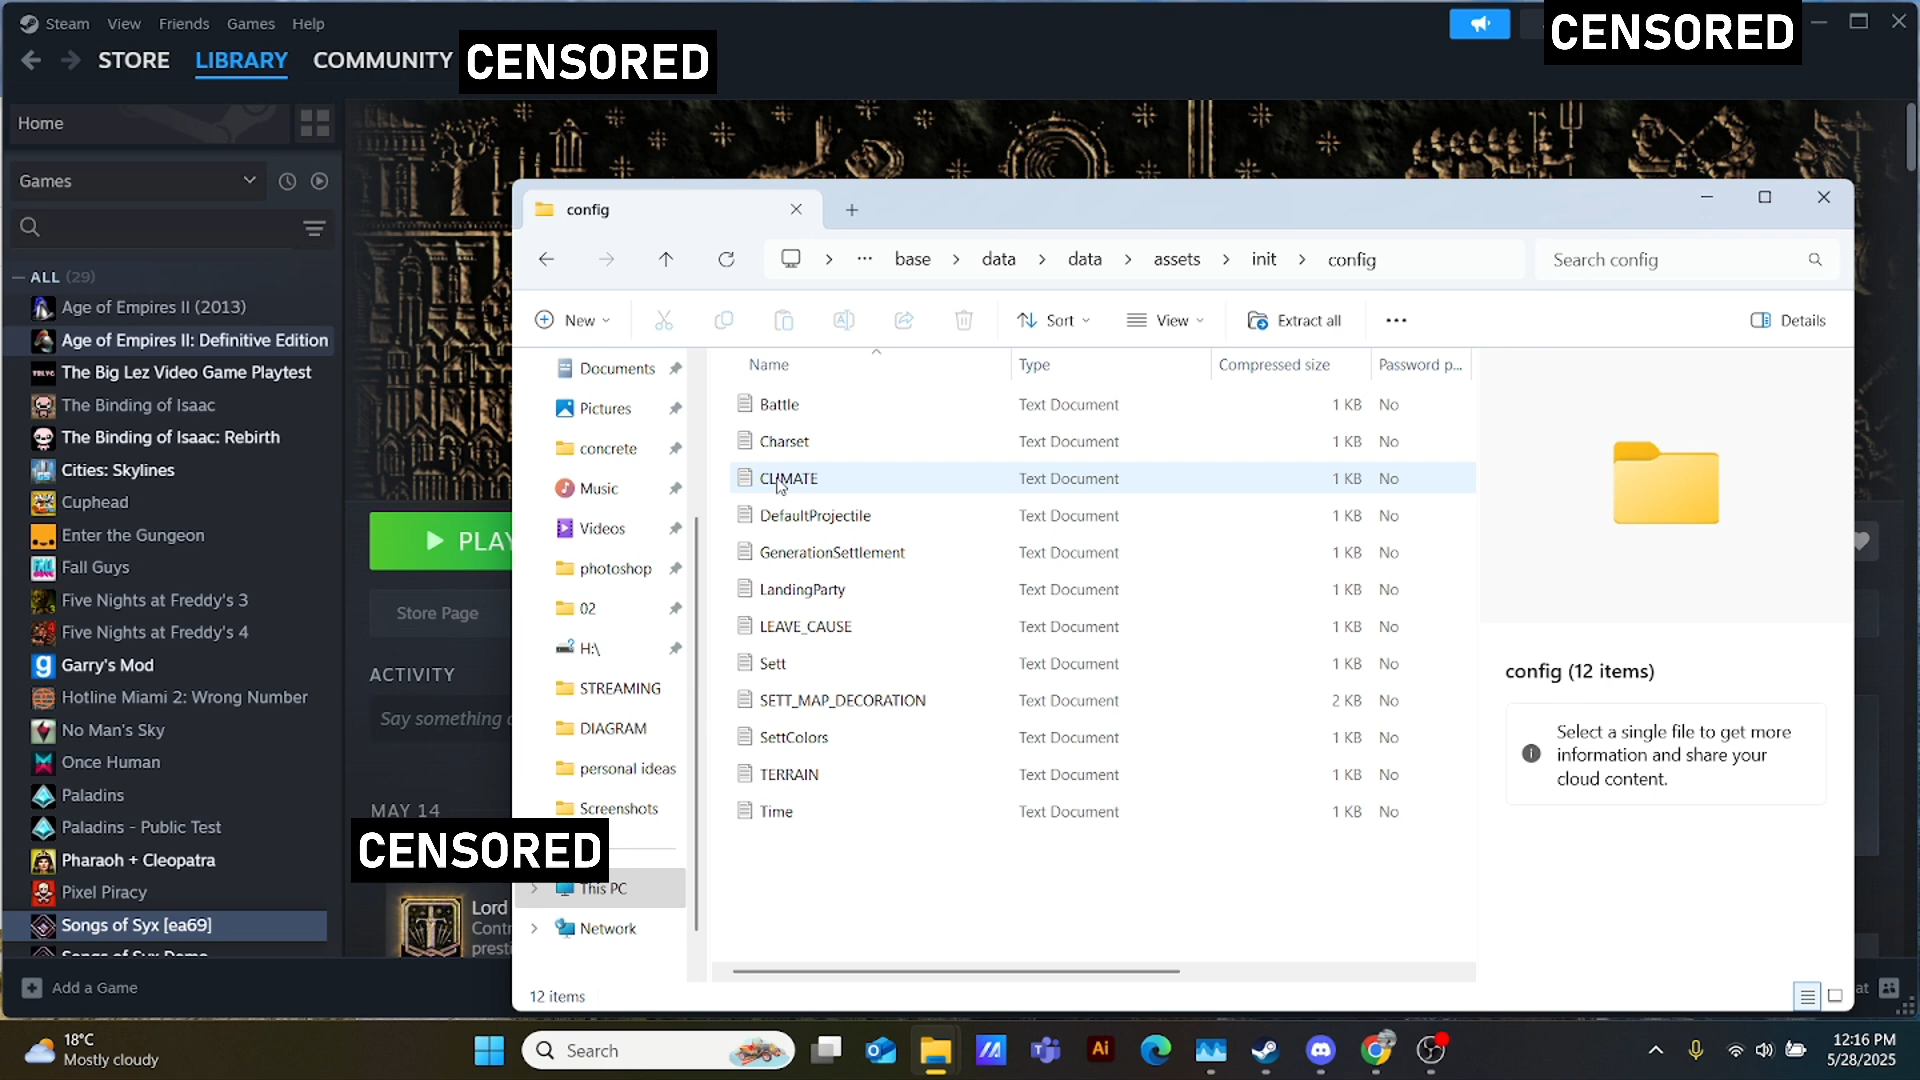 Steam View Friends Games Help
CENSORED
STORE LIBRARY COMMUNITY CENSORED
Home
Games
ALL (29)
Age of Empires II (2013)
Age of Empires II: Definitive Edition
The Big Lez Video Game Playtest
The Binding of Isaac
The Binding of Isaac: Rebirth
Cities: Skylines
Cuphead
Enter the Gungeon
Fall Guys
Five Nights at Freddy's 3
Five Nights at Freddy's 4
Garry's Mod
Hotline Miami 2: Wrong Number
No Man's Sky
Once Human
Paladins
Paladins - Public Test
Pharaoh + Cleopatra
Pixel Piracy
Songs of Syx [ea69]
Songs of Syx Demo
Add a Game
PLAY
Store Page
ACTIVITY
Say something
MAY 14
CENSORED
Lord
Contr
presti
config
base > data > data > assets > init > config
Search config
New
Sort
View
Extract all
Details
Documents
Pictures
concrete
Music
Videos
photoshop
02
H:\
STREAMING
DIAGRAM
personal ideas
Screenshots
This PC
Network
Name Type Compressed size Password p...
Battle Text Document 1 KB No
Charset Text Document 1 KB No
CLIMATE Text Document 1 KB No
DefaultProjectile Text Document 1 KB No
GenerationSettlement Text Document 1 KB No
LandingParty Text Document 1 KB No
LEAVE_CAUSE Text Document 1 KB No
Sett Text Document 1 KB No
SETT_MAP_DECORATION Text Document 2 KB No
SettColors Text Document 1 KB No
TERRAIN Text Document 1 KB No
Time Text Document 1 KB No
config (12 items)
Select a single file to get more
information and share your
cloud content.
12 items
at
18°C
Mostly cloudy
Search
Ai
12:16 PM
5/28/2025